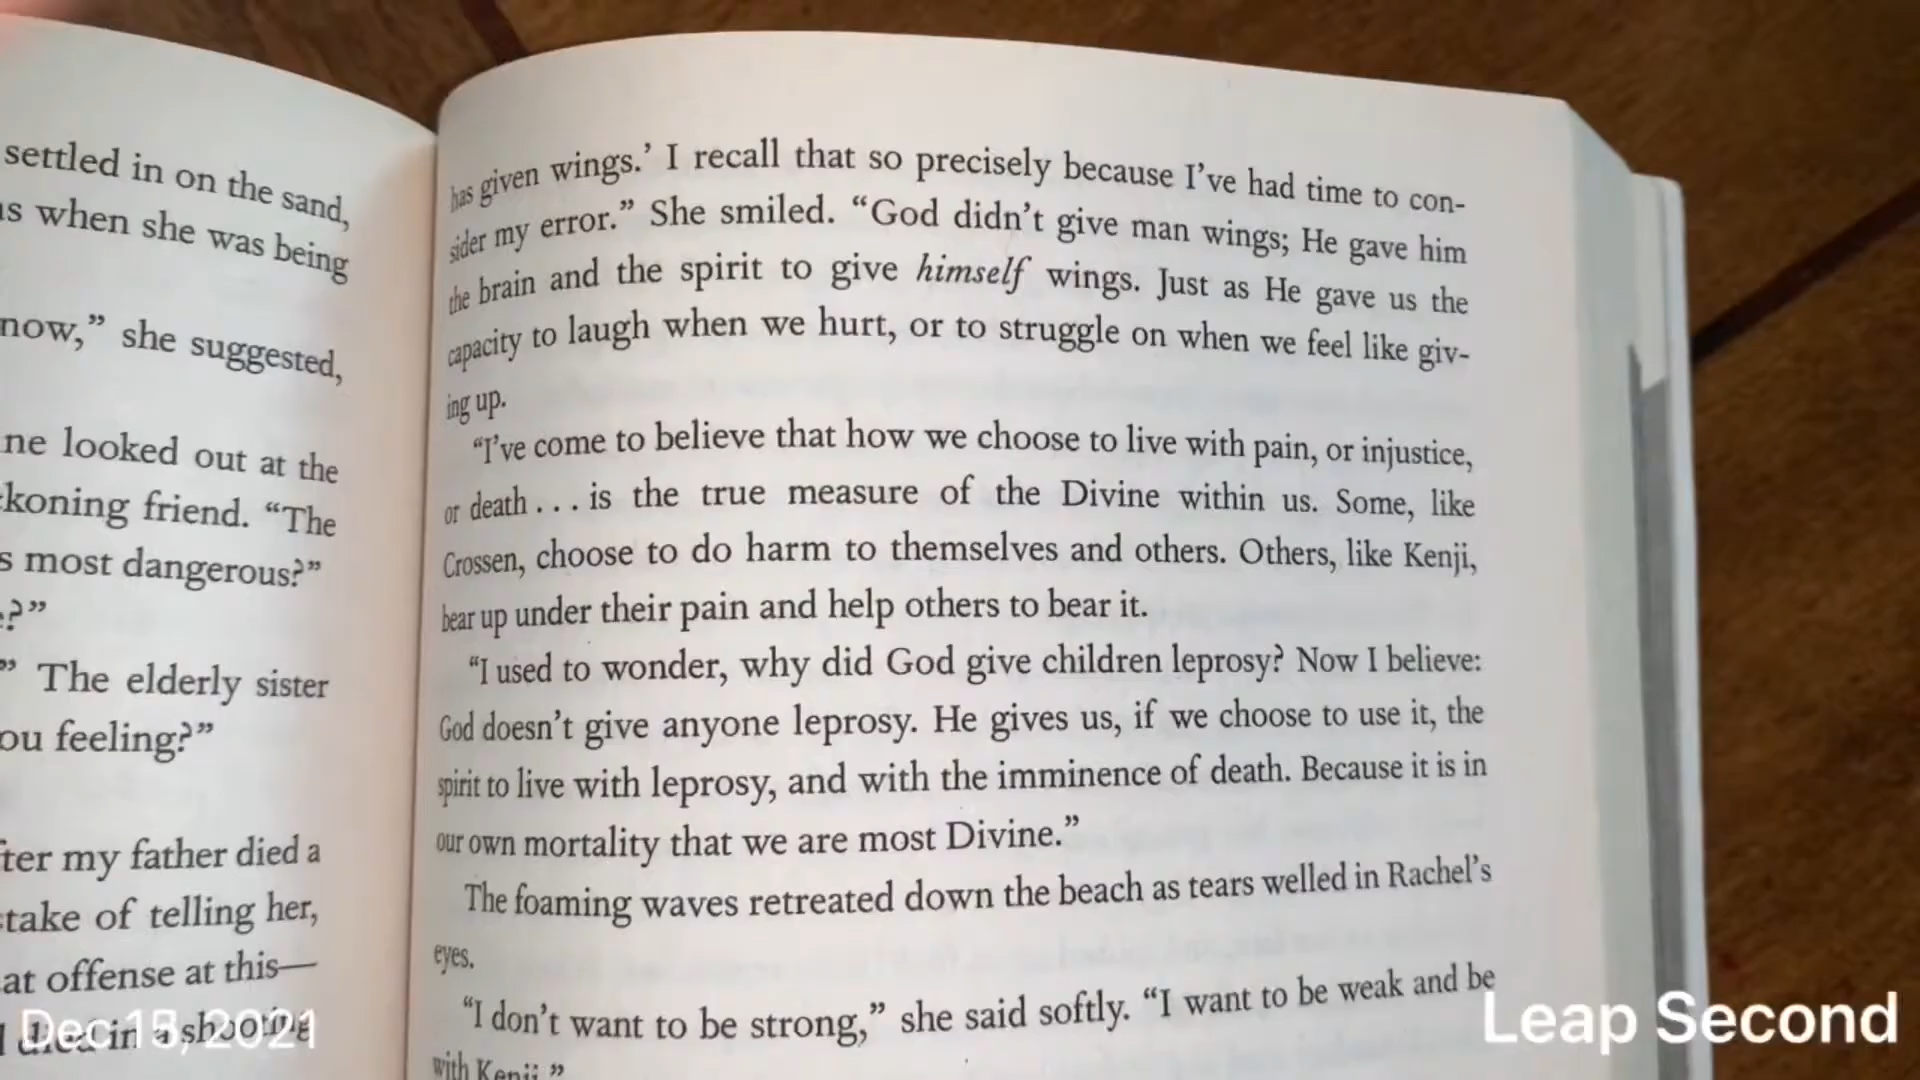 settled in on the sand,
as when she was being
now,” she suggested,
ne looked out at the
ckoning friend. “The
s most dangerous?”
e?”
” The elderly sister
ou feeling?”
ter my father died a
take of telling her,
at offense at this—
died in a shooting
has given wings.’ I recall that so precisely because I’ve had time to con-
sider my error.” She smiled. “God didn’t give man wings; He gave him
the brain and the spirit to give himself wings. Just as He gave us the
capacity to laugh when we hurt, or to struggle on when we feel like giv-
ing up.
“I’ve come to believe that how we choose to live with pain, or injustice,
or death . . . is the true measure of the Divine within us. Some, like
Crossen, choose to do harm to themselves and others. Others, like Kenji,
bear up under their pain and help others to bear it.
“I used to wonder, why did God give children leprosy? Now I believe:
God doesn’t give anyone leprosy. He gives us, if we choose to use it, the
spirit to live with leprosy, and with the imminence of death. Because it is in
our own mortality that we are most Divine.”
The foaming waves retreated down the beach as tears welled in Rachel’s
eyes.
“I don’t want to be strong,” she said softly. “I want to be weak and be
with Kenji.”
Dec 15, 2021
Leap Second